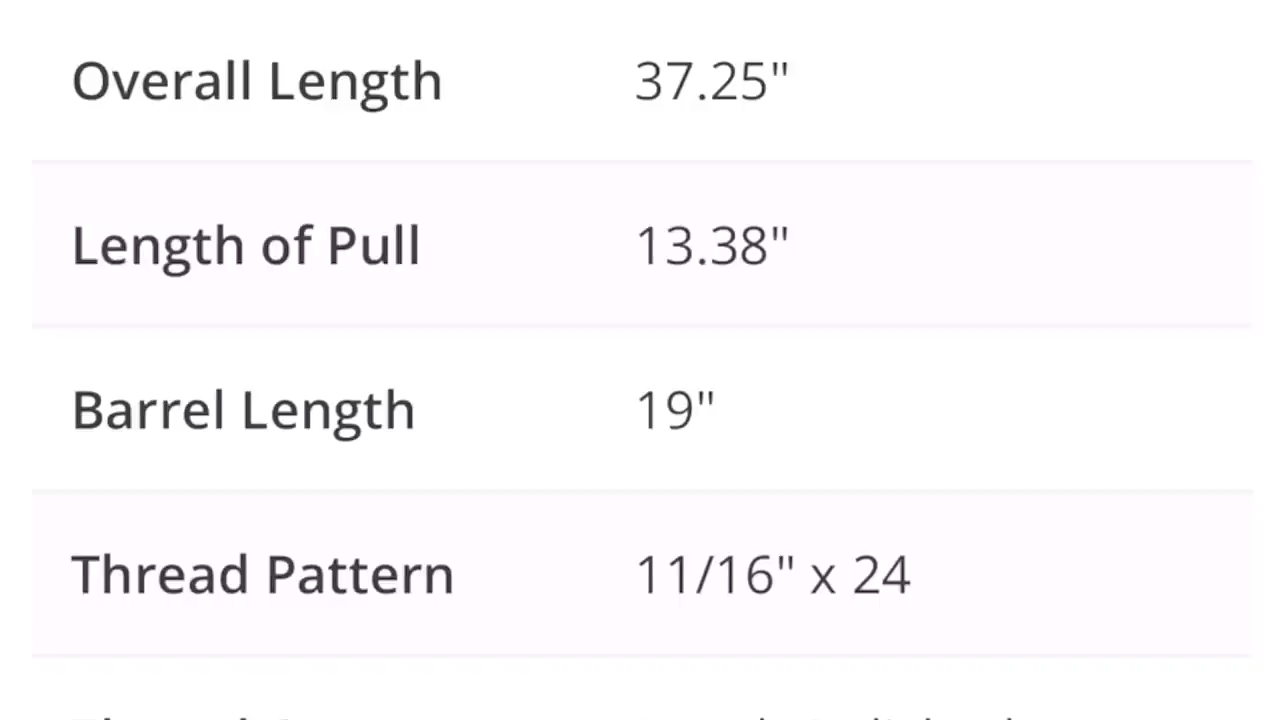 Overall Length 37.25"
Length of Pull 13.38"
Barrel Length 19"
Thread Pattern 11/16" x 24